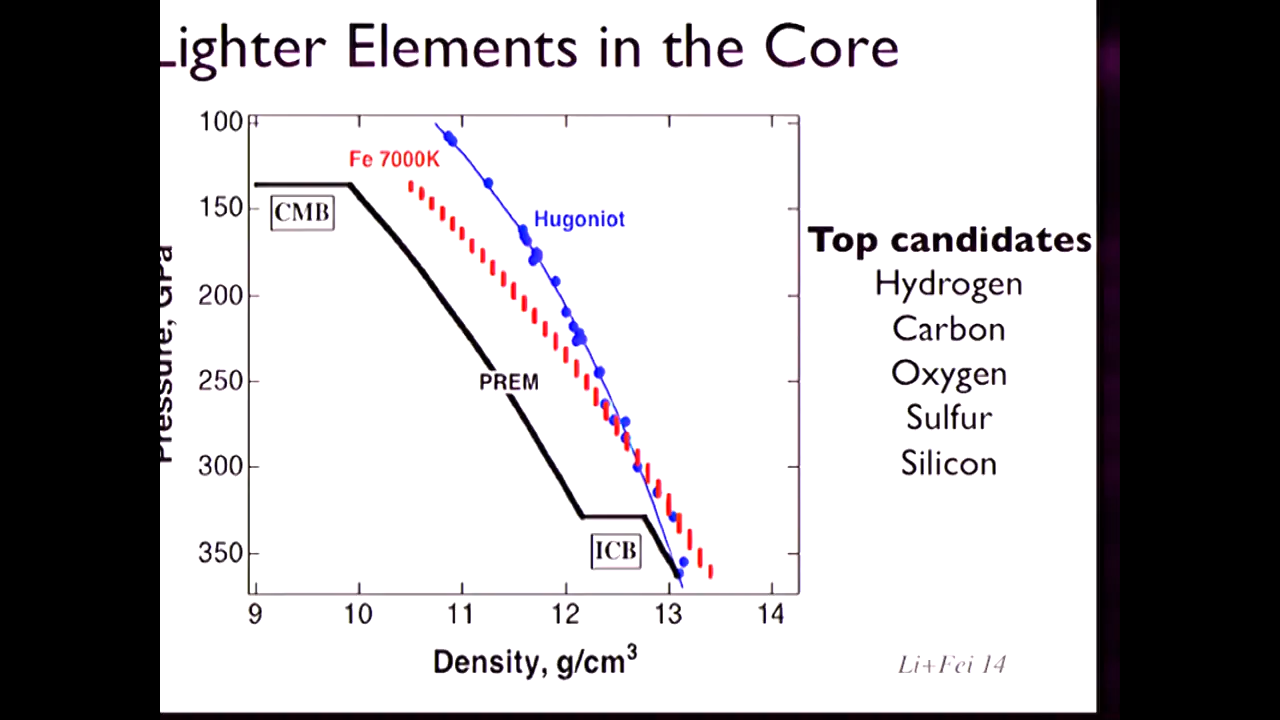 Lighter Elements in the Core
100
150
200
250
300
350
Pressure, GPa
Fe 7000K
CMB
Hugoniot
PREM
ICB
9 10 11 12 13 14
Density, g/cm³
Top candidates
Hydrogen
Carbon
Oxygen
Sulfur
Silicon
Li+Fei 14